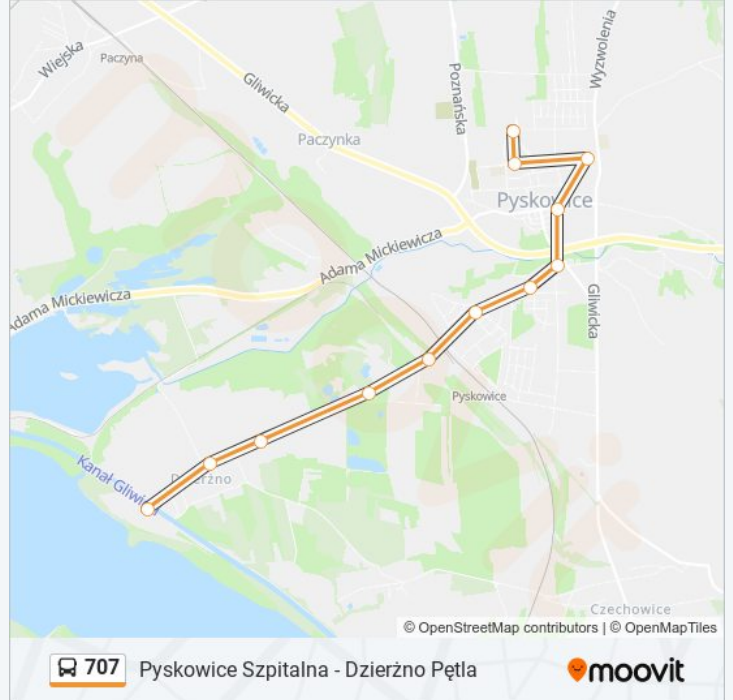 Wiejska
Paczyna
Gliwicka
Poznańska
Wyzwolenia
Paczynka
Pyskowice
Adama Mickiewicza
Adama Mickiewicza
Gliwicka
Pyskowice
Dzierżno
Kanał Gliwi
Czechowice
© OpenStreetMap contributors | © OpenMapTiles
707 Pyskowice Szpitalna - Dzierżno Pętla
moovit